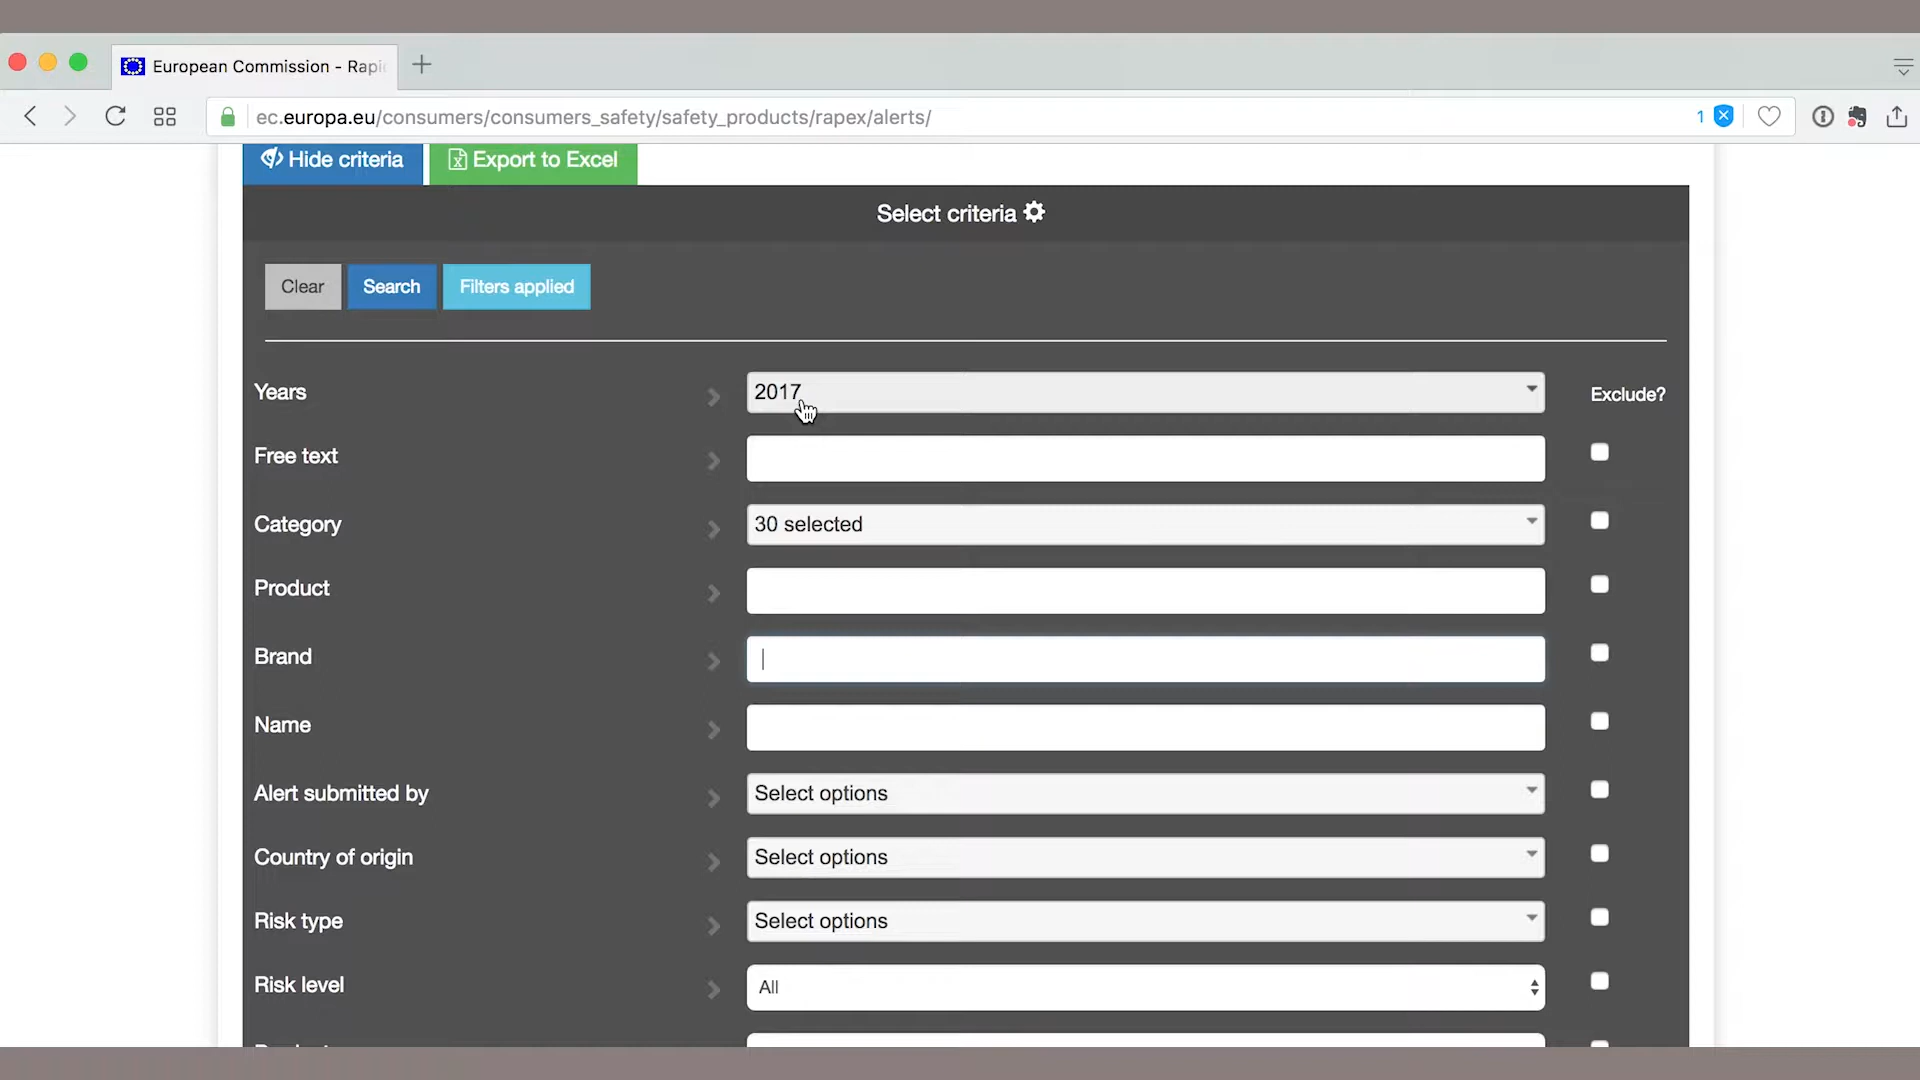 European Commission - Rapi
ec.europa.eu/consumers/consumers_safety/safety_products/rapex/alerts/
1
Hide criteria
Export to Excel
Select criteria
Clear
Search
Filters applied
Years
2017
Exclude?
Free text
Category
30 selected
Product
Brand
Name
Alert submitted by
Select options
Country of origin
Select options
Risk type
Select options
Risk level
All